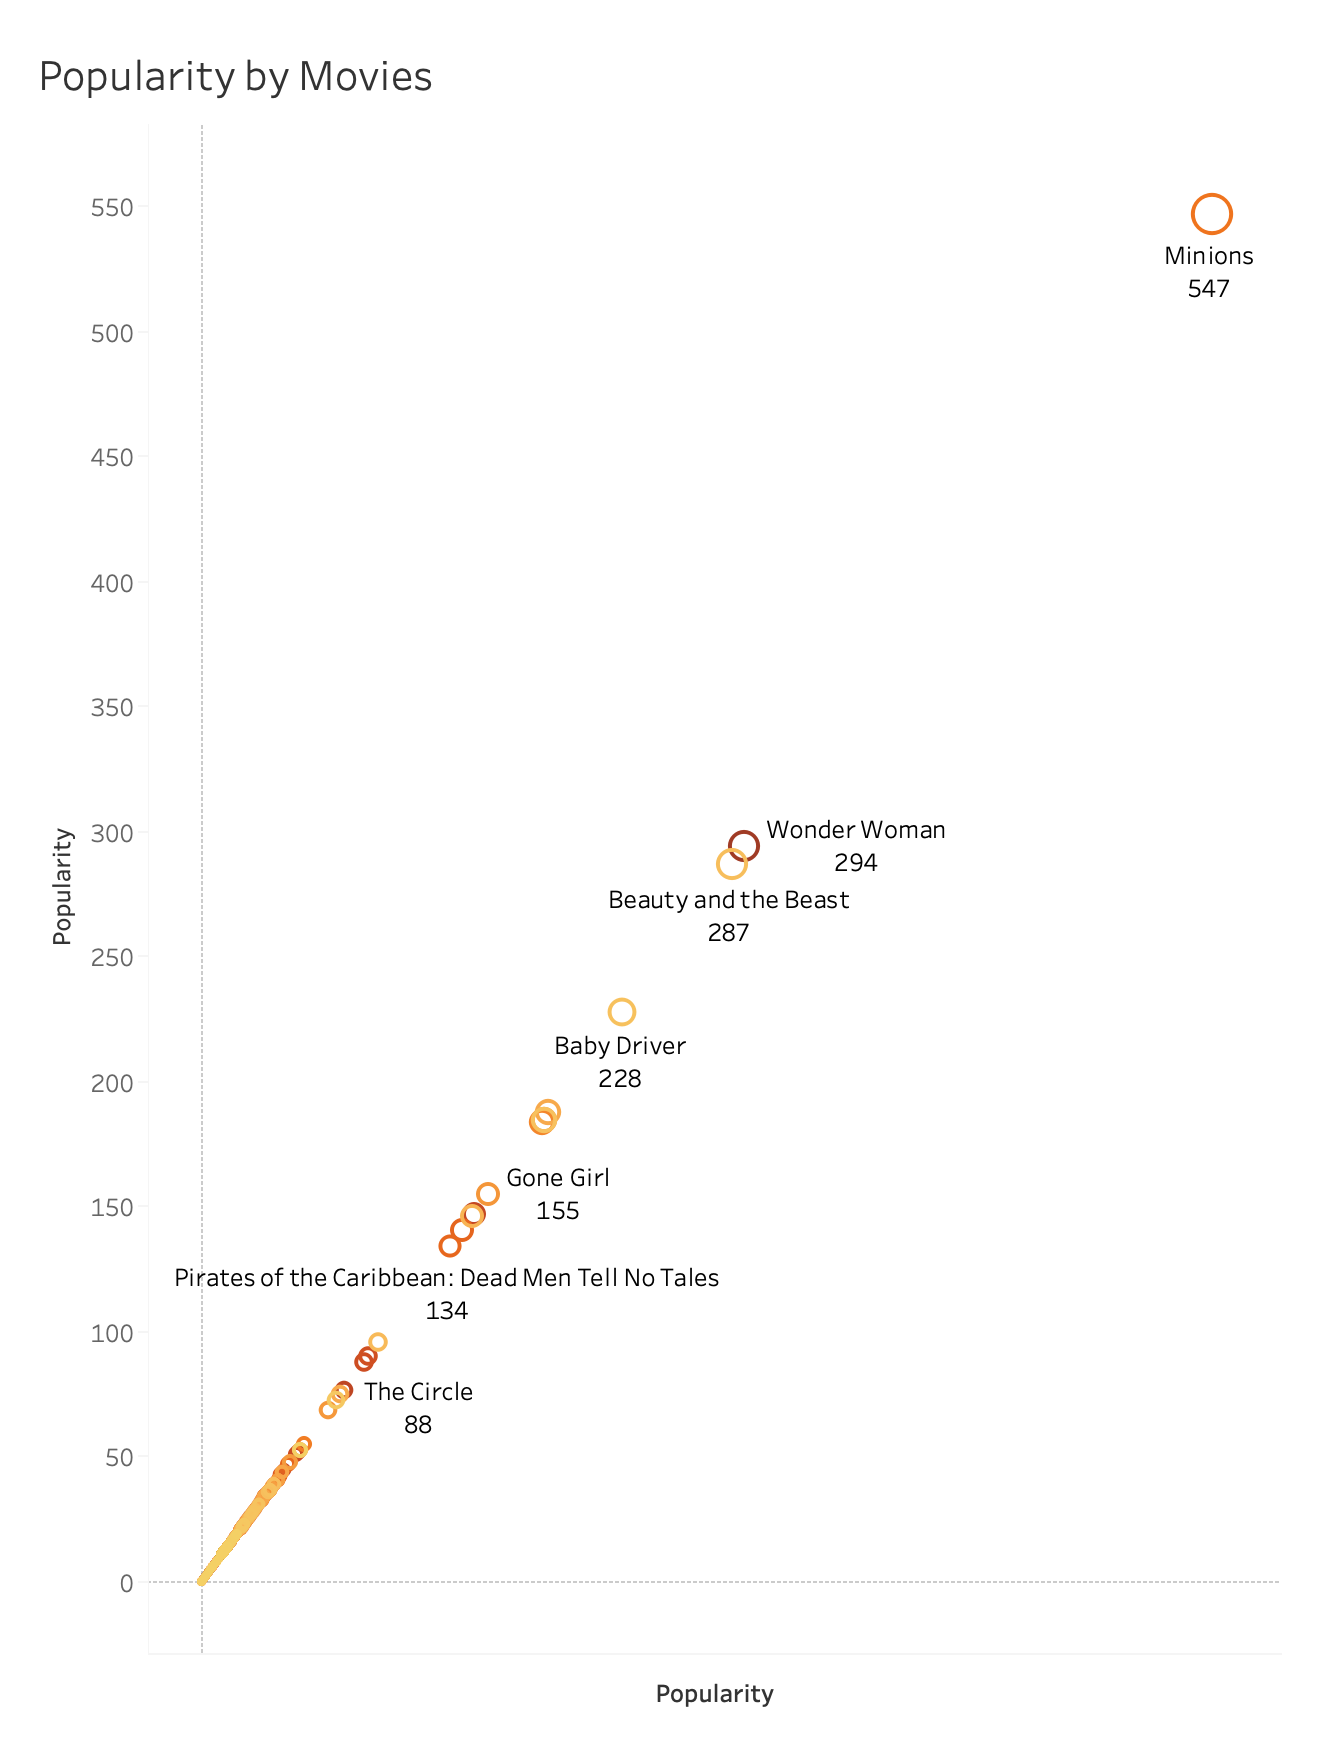 Popularity by Movies
550
Minions
547
500
450
400
350
300
Wonder Woman
294
Beauty and the Beast
287
250
Baby Driver
228
200
Gone Girl
155
150
Pirates of the Caribbean: Dead Men Tell No Tales
134
100
The Circle
88
50
0
Popularity
Popularity